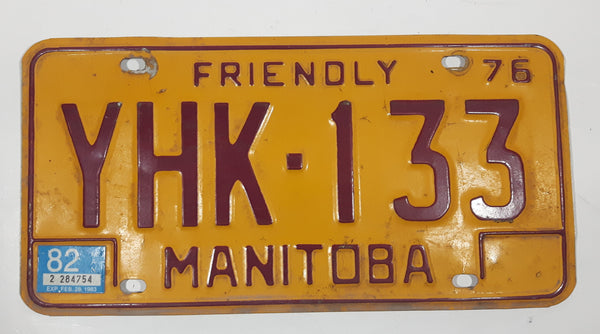 FRIENDLY 76
YHK·133
82
2 284754
EXP. FEB. 28, 1983
MANITOBA